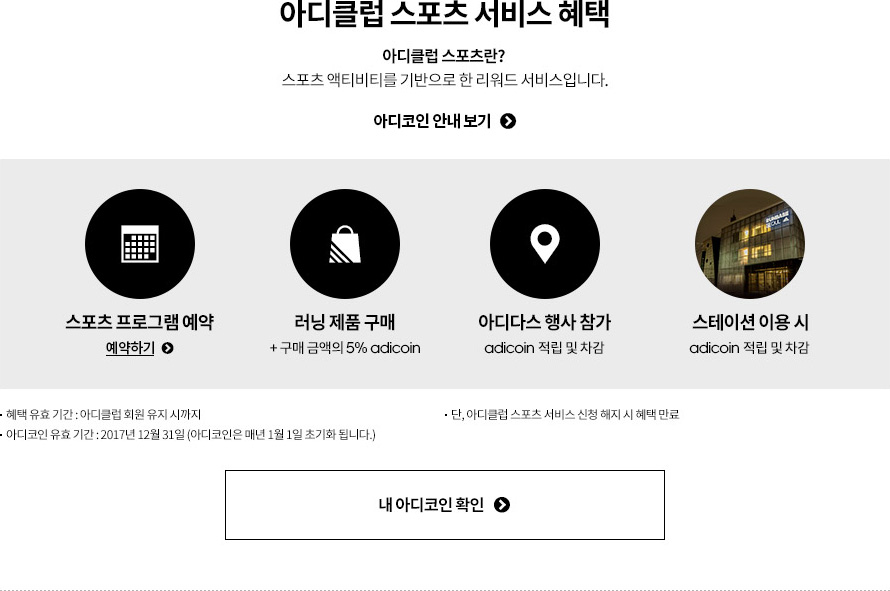 아디클럽 스포츠 서비스 혜택
아디클럽 스포츠란?
스포츠 액티비티를 기반으로 한 리워드 서비스입니다.
아디코인 안내 보기
스포츠 프로그램 예약
예약하기
러닝 제품 구매
+ 구매 금액의 5% adicoin
아디다스 행사 참가
adicoin 적립 및 차감
RUNBASE
SEOUL
스테이션 이용 시
adicoin 적립 및 차감
· 혜택 유효 기간 : 아디클럽 회원 유지 시까지
· 단, 아디클럽 스포츠 서비스 신청 해지 시 혜택 만료
· 아디코인 유효 기간 : 2017년 12월 31일 (아디코인은 매년 1월 1일 초기화 됩니다.)
내 아디코인 확인